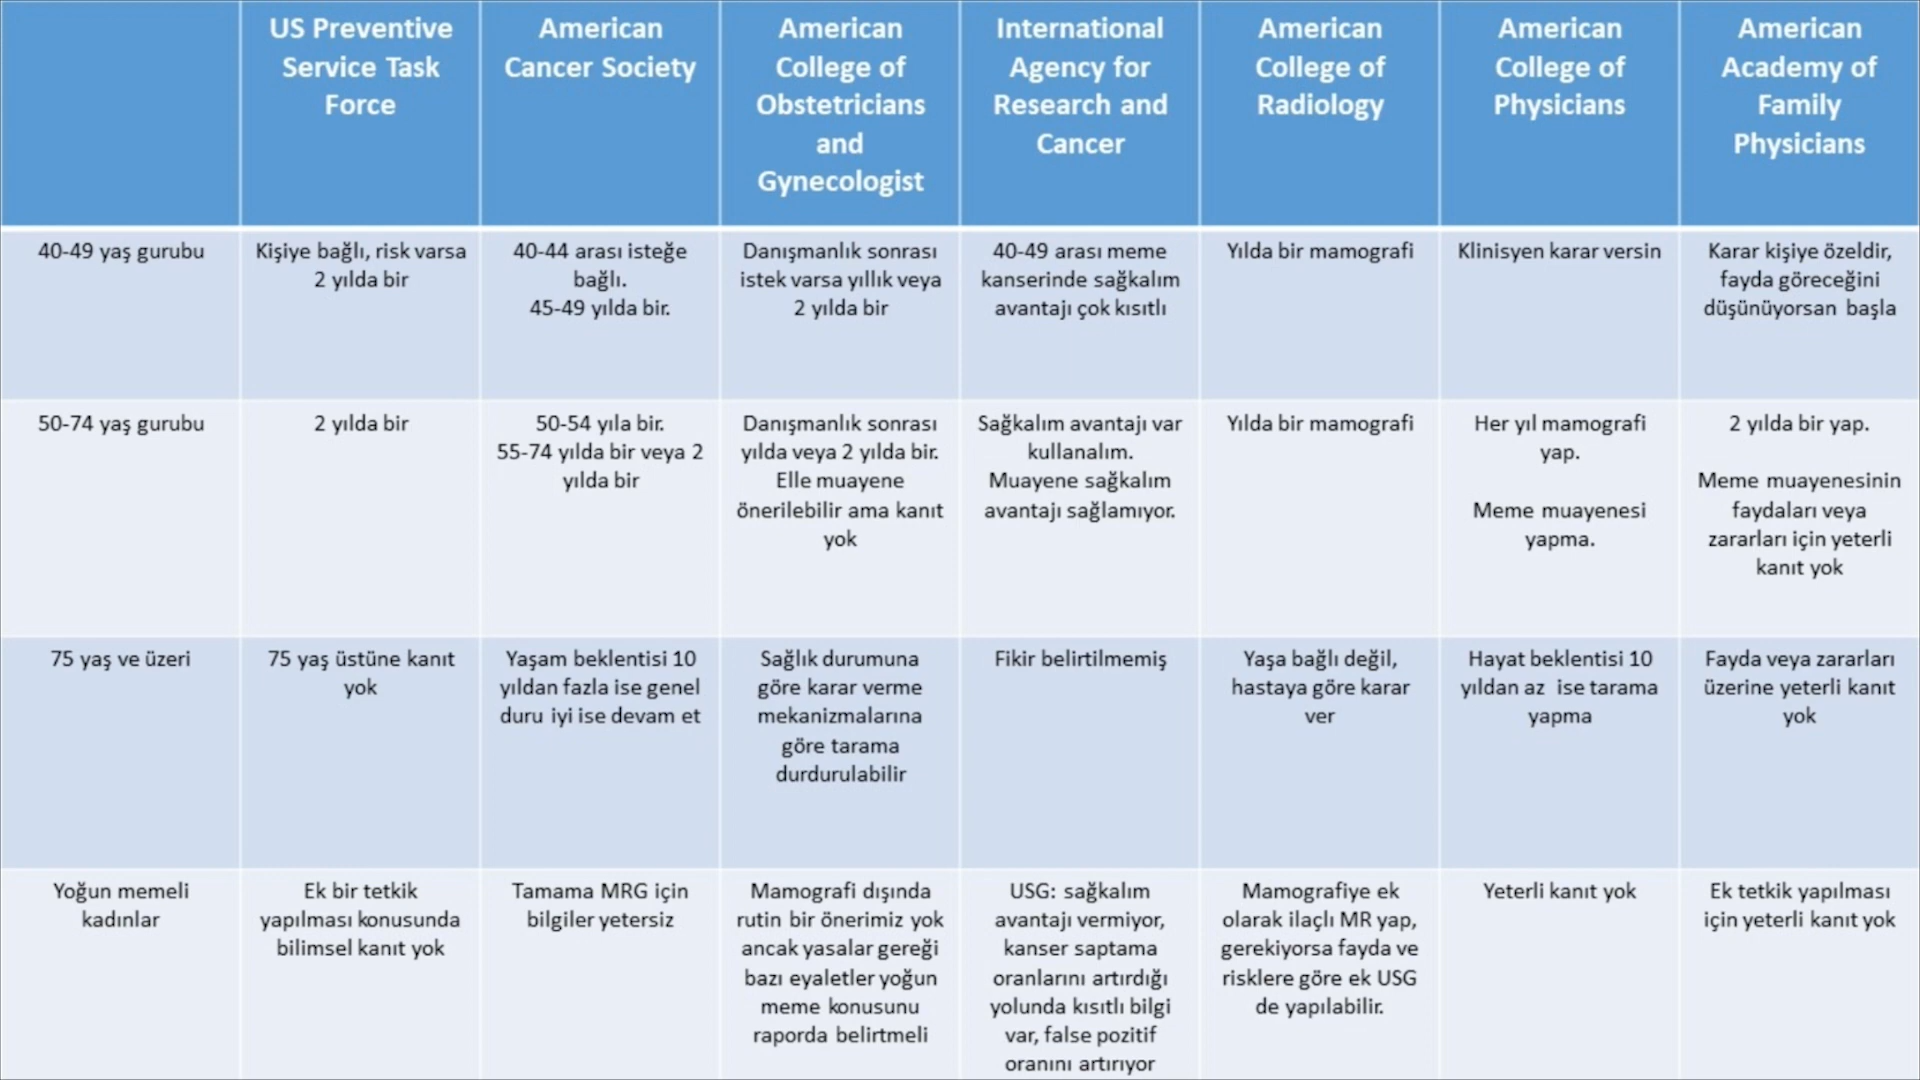 US Preventive
Service Task
Force
American
Cancer Society
American
College of
Obstetricians
and
Gynecologist
International
Agency for
Research and
Cancer
American
College of
Radiology
American
College of
Physicians
American
Academy of
Family
Physicians
40-49 yaş gurubu
Kişiye bağlı, risk varsa
2 yılda bir
40-44 arası isteğe
bağlı.
45-49 yılda bir.
Danışmanlık sonrası
istek varsa yıllık veya
2 yılda bir
40-49 arası meme
kanserinde sağkalım
avantajı çok kısıtlı
Yılda bir mamografi
Klinisyen karar versin
Karar kişiye özeldir,
fayda göreceğini
düşünüyorsan başla
50-74 yaş gurubu
2 yılda bir
50-54 yıla bir.
55-74 yılda bir veya 2
yılda bir
Danışmanlık sonrası
yılda veya 2 yılda bir.
Elle muayene
önerilebilir ama kanıt
yok
Sağkalım avantajı var
kullanalım.
Muayene sağkalım
avantajı sağlamıyor.
Yılda bir mamografi
Her yıl mamografi
yap.
Meme muayenesi
yapma.
2 yılda bir yap.
Meme muayenesinin
faydaları veya
zararları için yeterli
kanıt yok
75 yaş ve üzeri
75 yaş üstüne kanıt
yok
Yaşam beklentisi 10
yıldan fazla ise genel
duru iyi ise devam et
Sağlık durumuna
göre karar verme
mekanizmalarına
göre tarama
durdurulabilir
Fikir belirtilmemiş
Yaşa bağlı değil,
hastaya göre karar
ver
Hayat beklentisi 10
yıldan az ise tarama
yapma
Fayda veya zararları
üzerine yeterli kanıt
yok
Yoğun memeli
kadınlar
Ek bir tetkik
yapılması konusunda
bilimsel kanıt yok
Tamama MRG için
bilgiler yetersiz
Mamografi dışında
rutin bir önerimiz yok
ancak yasalar gereği
bazı eyaletler yoğun
meme konusunu
raporda belirtmeli
USG: sağkalım
avantajı vermiyor,
kanser saptama
oranlarını artırdığı
yolunda kısıtlı bilgi
var, false pozitif
oranını artırıyor
Mamografiye ek
olarak ilaçlı MR yap,
gerekiyorsa fayda ve
risklere göre ek USG
de yapılabilir.
Yeterli kanıt yok
Ek tetkik yapılması
için yeterli kanıt yok